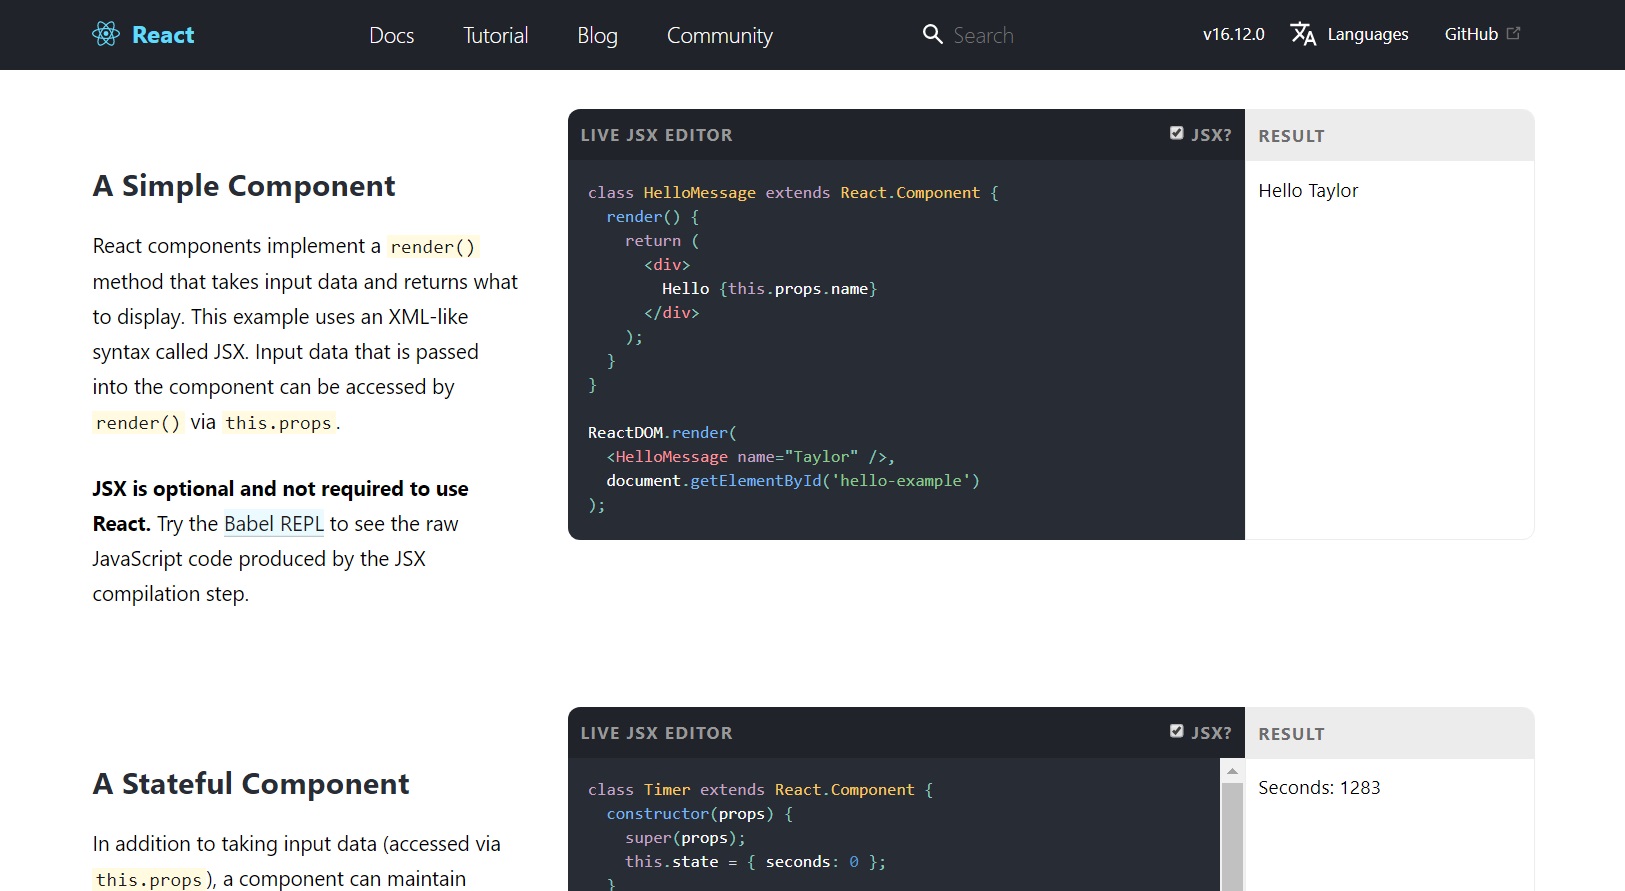 React Docs Tutorial Blog Community Search v16.12.0 Languages GitHub
A Simple Component
React components implement a render()
method that takes input data and returns what
to display. This example uses an XML-like
syntax called JSX. Input data that is passed
into the component can be accessed by
render() via this.props.
JSX is optional and not required to use
React. Try the Babel REPL to see the raw
JavaScript code produced by the JSX
compilation step.
LIVE JSX EDITOR JSX?
class HelloMessage extends React.Component {
  render() {
    return (
      <div>
        Hello {this.props.name}
      </div>
    );
  }
}
ReactDOM.render(
  <HelloMessage name="Taylor" />,
  document.getElementById('hello-example')
);
RESULT
Hello Taylor
A Stateful Component
In addition to taking input data (accessed via
this.props), a component can maintain
LIVE JSX EDITOR JSX?
class Timer extends React.Component {
  constructor(props) {
    super(props);
    this.state = { seconds: 0 };
  }
RESULT
Seconds: 1283